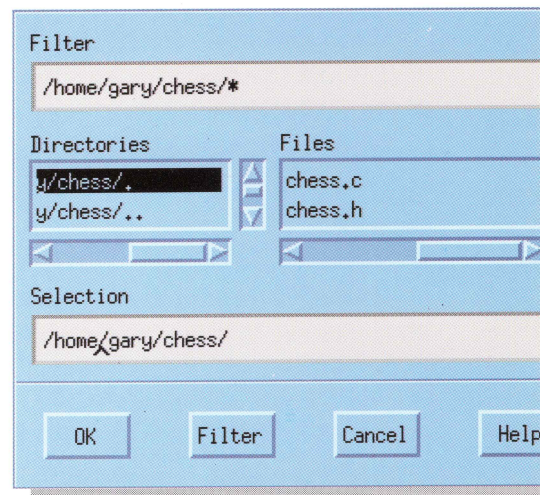 Filter
/home/gary/chess/*
Directories
Files
y/chess/.
y/chess/..
chess.c
chess.h
Selection
/home/gary/chess/
OK Filter Cancel Help